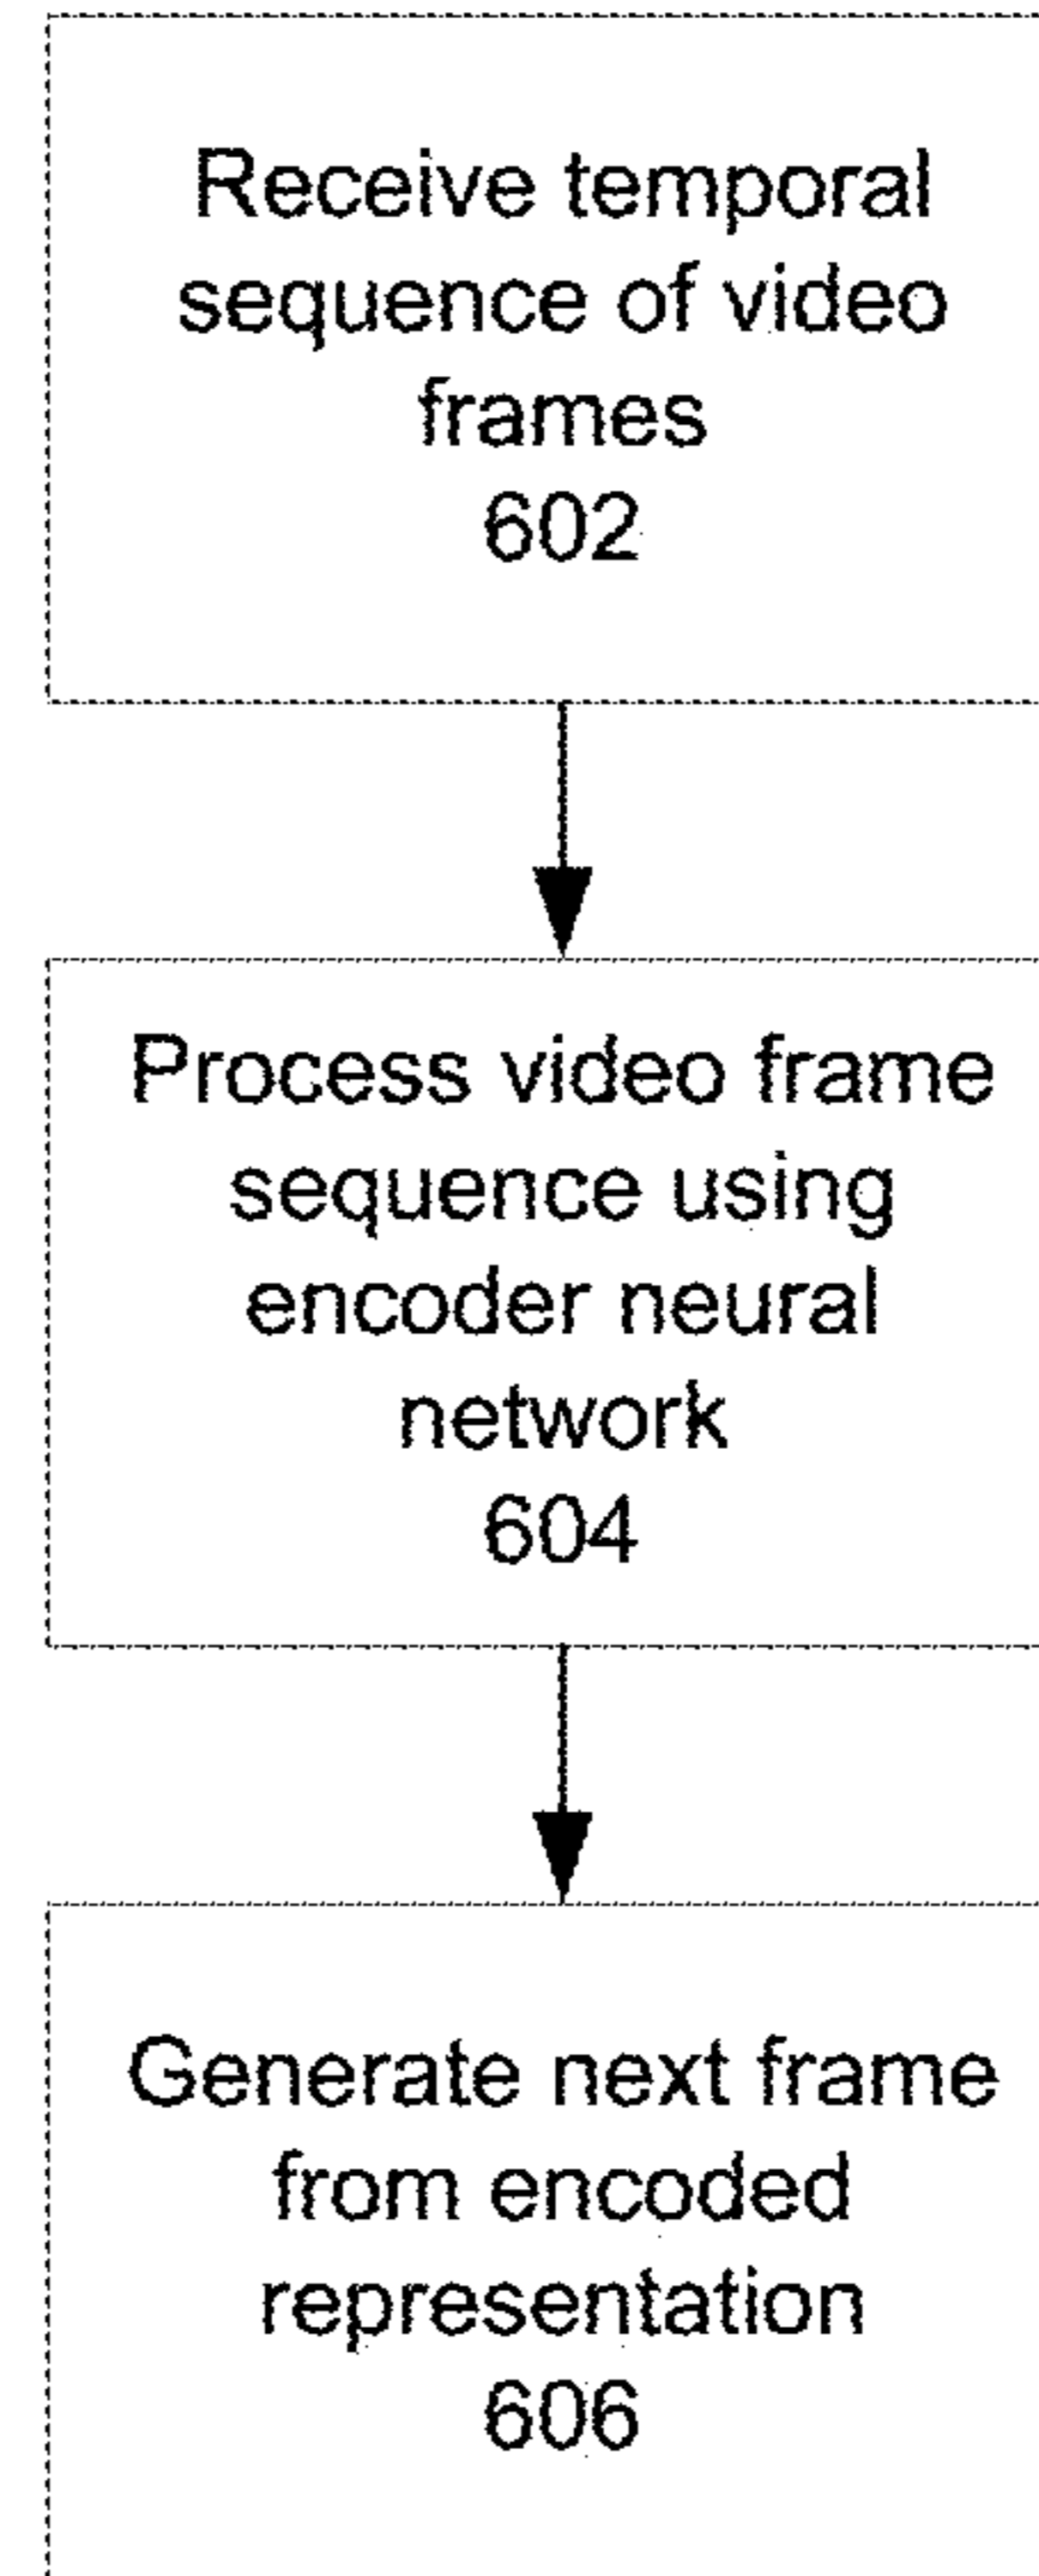 Receive temporal
sequence of video
frames
602
Process video frame
sequence using
encoder neural
network
604
Generate next frame
from encoded
representation
606